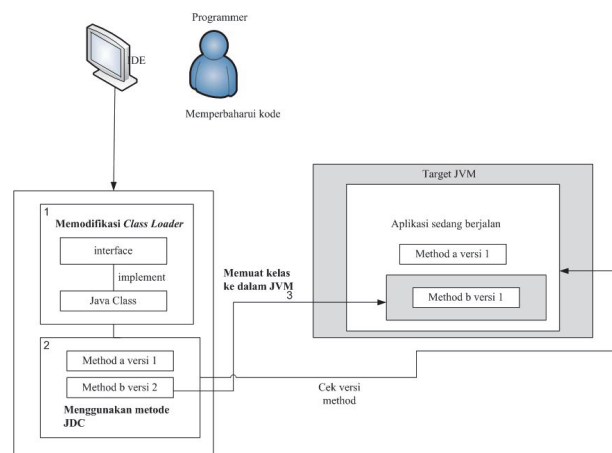 Programmer
IDE
Memperbaharui kode
1
Memodifikasi Class Loader
interface
implement
Java Class
2
Method a versi 1
Method b versi 2
Menggunakan metode
JDC
Memuat kelas
ke dalam JVM
3
Target JVM
Aplikasi sedang berjalan
Method a versi 1
Method b versi 1
Cek versi
method